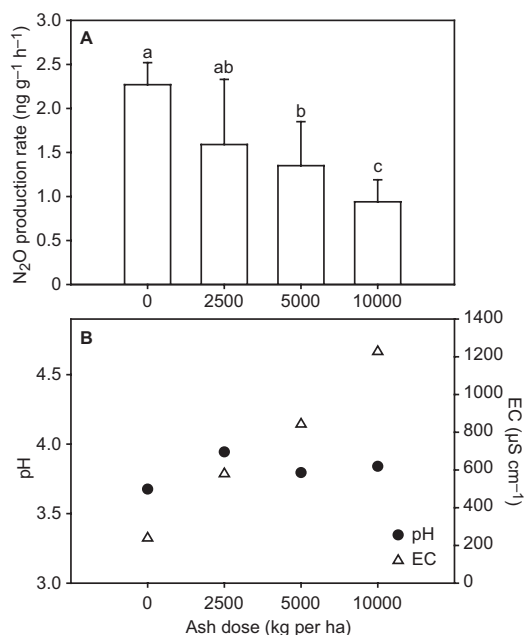 A
N₂O production rate (ng g⁻¹ h⁻¹)
3.0
2.5
2.0
1.5
1.0
0.5
0
a
ab
b
c
0 2500 5000 10000
B
pH
4.5
4.0
3.5
3.0
1400
1200
1000
800
600
400
200
0
EC (µS cm⁻¹)
pH
EC
0 2500 5000 10000
Ash dose (kg per ha)